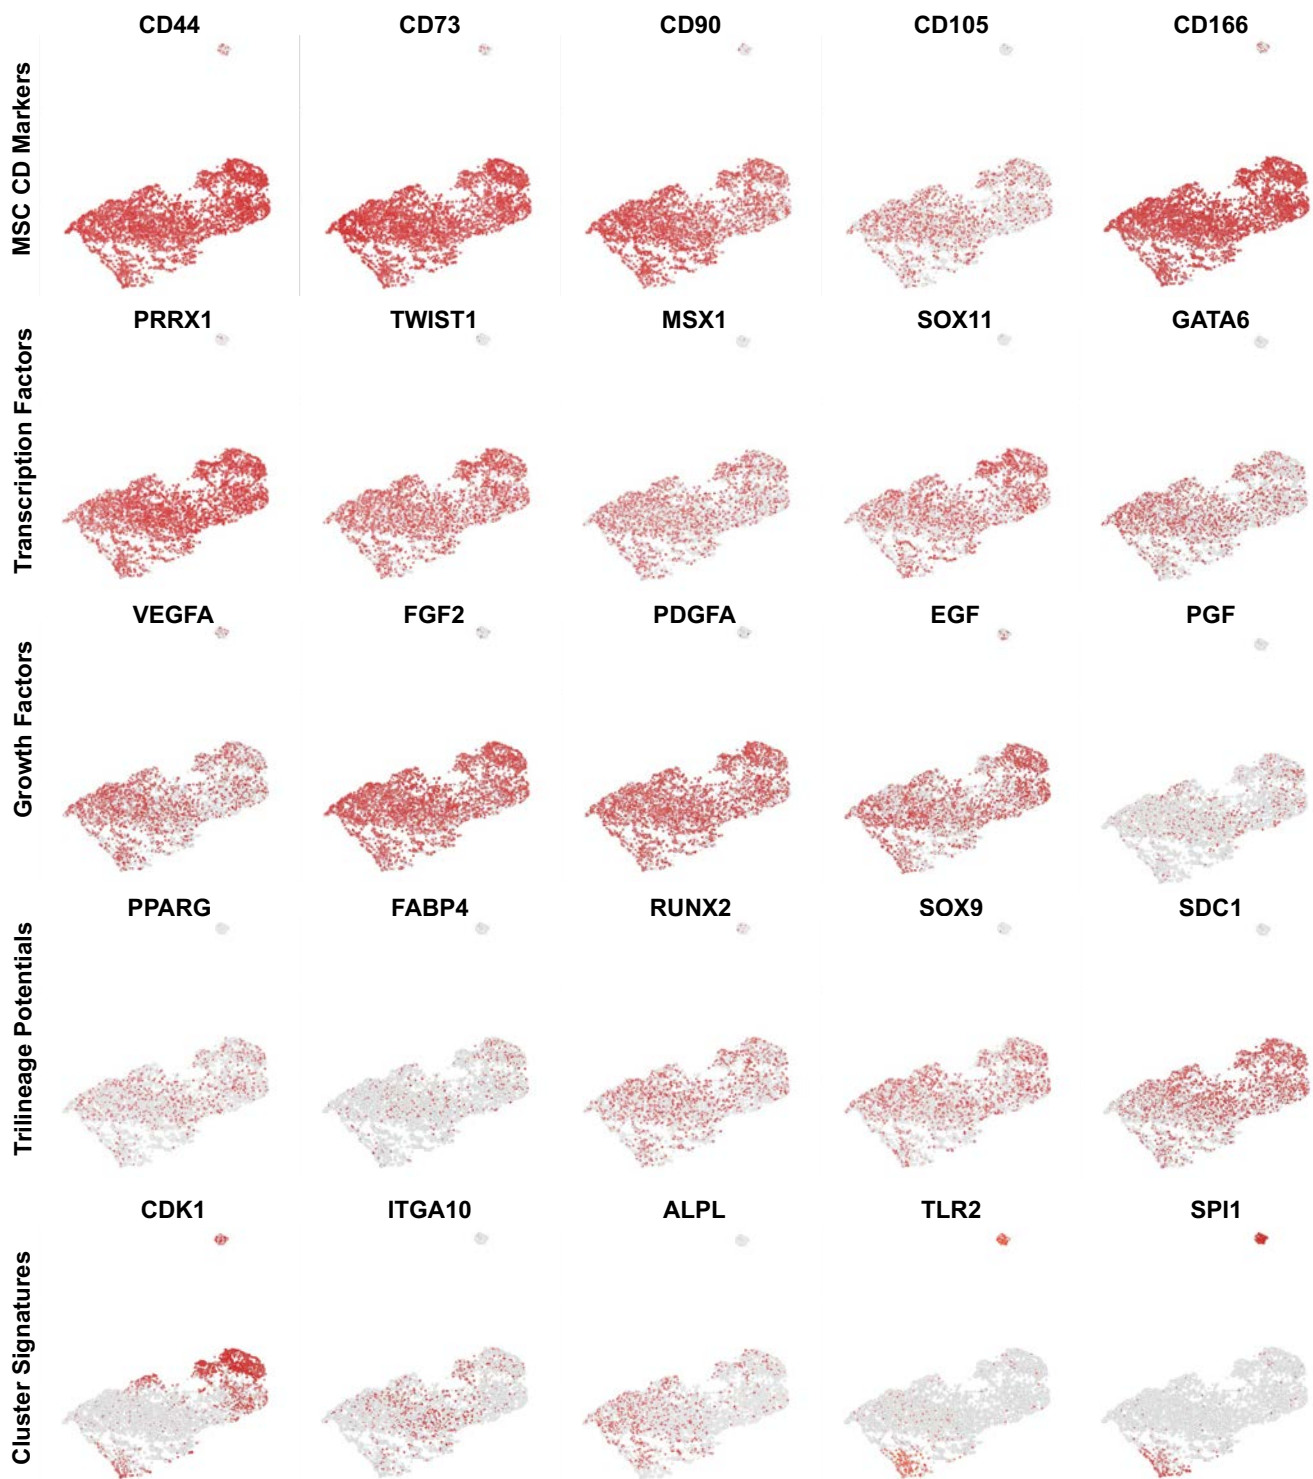 MSC CD Markers
CD44 CD73 CD90 CD105 CD166
Transcription Factors
PRRX1 TWIST1 MSX1 SOX11 GATA6
Growth Factors
VEGFA FGF2 PDGFA EGF PGF
Trilineage Potentials
PPARG FABP4 RUNX2 SOX9 SDC1
Cluster Signatures
CDK1 ITGA10 ALPL TLR2 SPI1